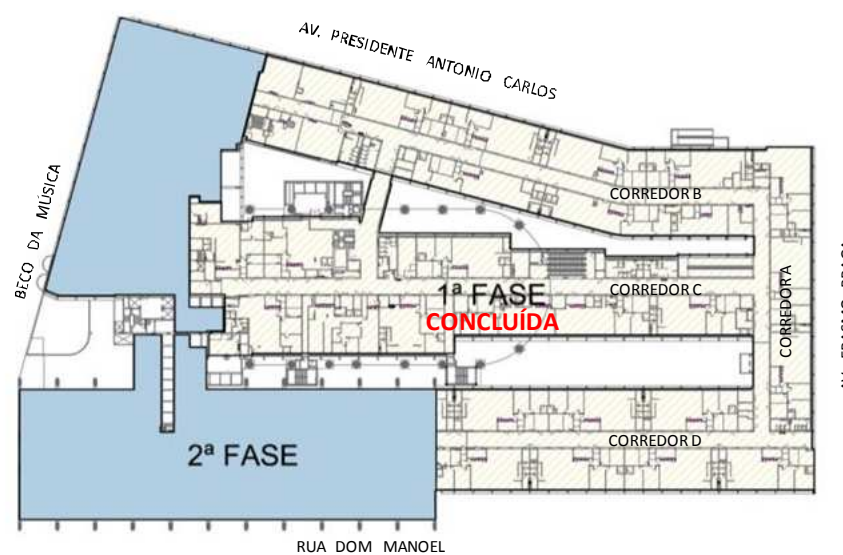 AV. PRESIDENTE ANTONIO CARLOS
BECO DA MÚSICA
CORREDOR B
1ª FASE
CONCLUÍDA
CORREDOR C
CORREDOR A
CORREDOR D
2ª FASE
RUA DOM MANOEL